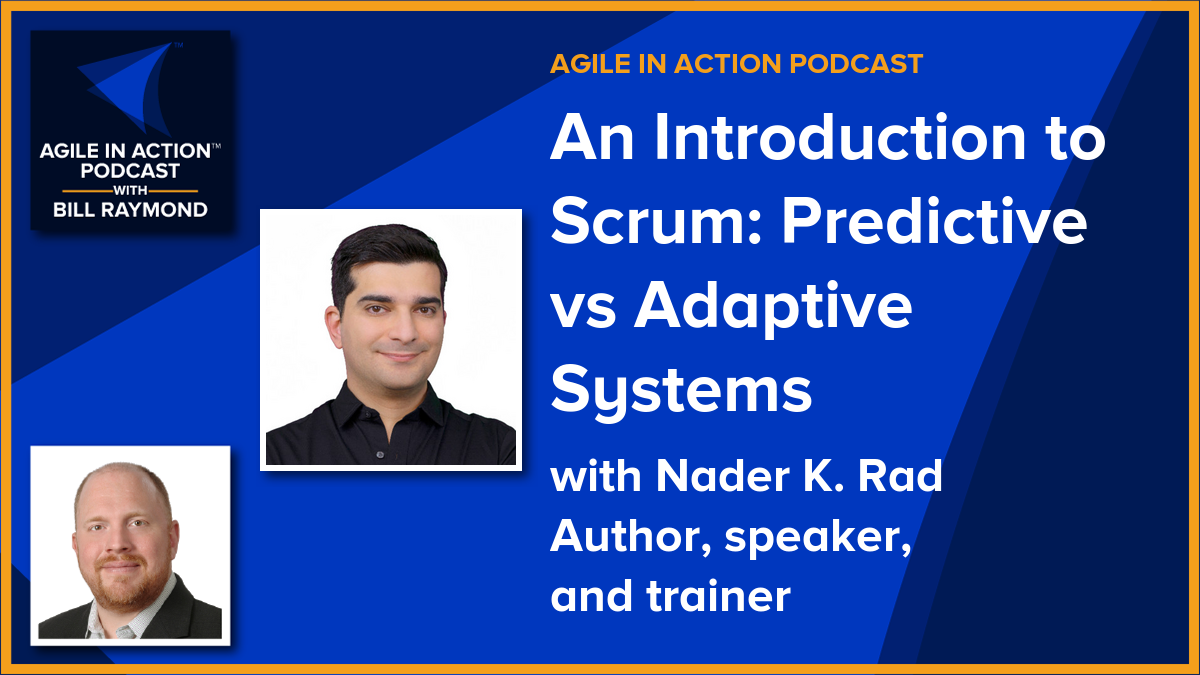 ™
AGILE IN ACTION™
PODCAST
WITH
BILL RAYMOND
AGILE IN ACTION PODCAST
An Introduction to
Scrum: Predictive
vs Adaptive
Systems
with Nader K. Rad
Author, speaker,
and trainer